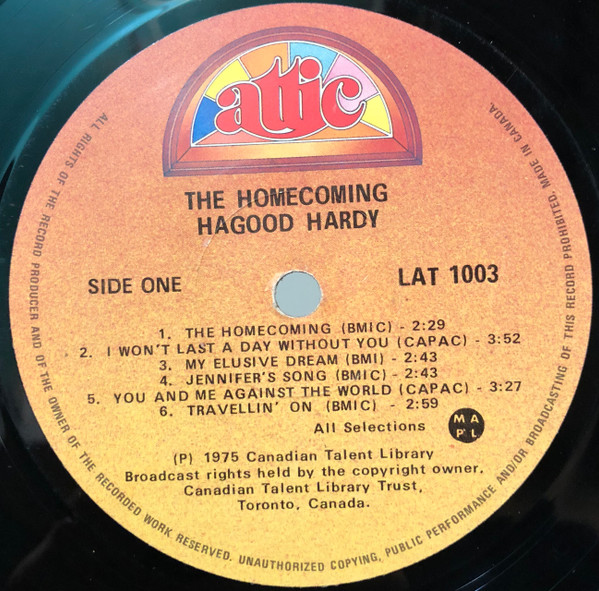 attic
THE HOMECOMING
HAGOOD HARDY
SIDE ONE
LAT 1003
1. THE HOMECOMING (BMIC) - 2:29
2. I WON'T LAST A DAY WITHOUT YOU (CAPAC) - 3:52
3. MY ELUSIVE DREAM (BMI) - 2:43
4. JENNIFER'S SONG (BMIC) - 2:43
5. YOU AND ME AGAINST THE WORLD (CAPAC) - 3:27
6. TRAVELLIN' ON (BMIC) - 2:59
All Selections
M A
P L
(P) 1975 Canadian Talent Library
Broadcast rights held by the copyright owner.
Canadian Talent Library Trust,
Toronto, Canada.
ALL RIGHTS OF THE RECORD PRODUCER AND OF THE OWNER OF THE RECORDED WORK RESERVED. UNAUTHORIZED COPYING, PUBLIC PERFORMANCE AND/OR BROADCASTING OF THIS RECORD PROHIBITED. MADE IN CANADA.